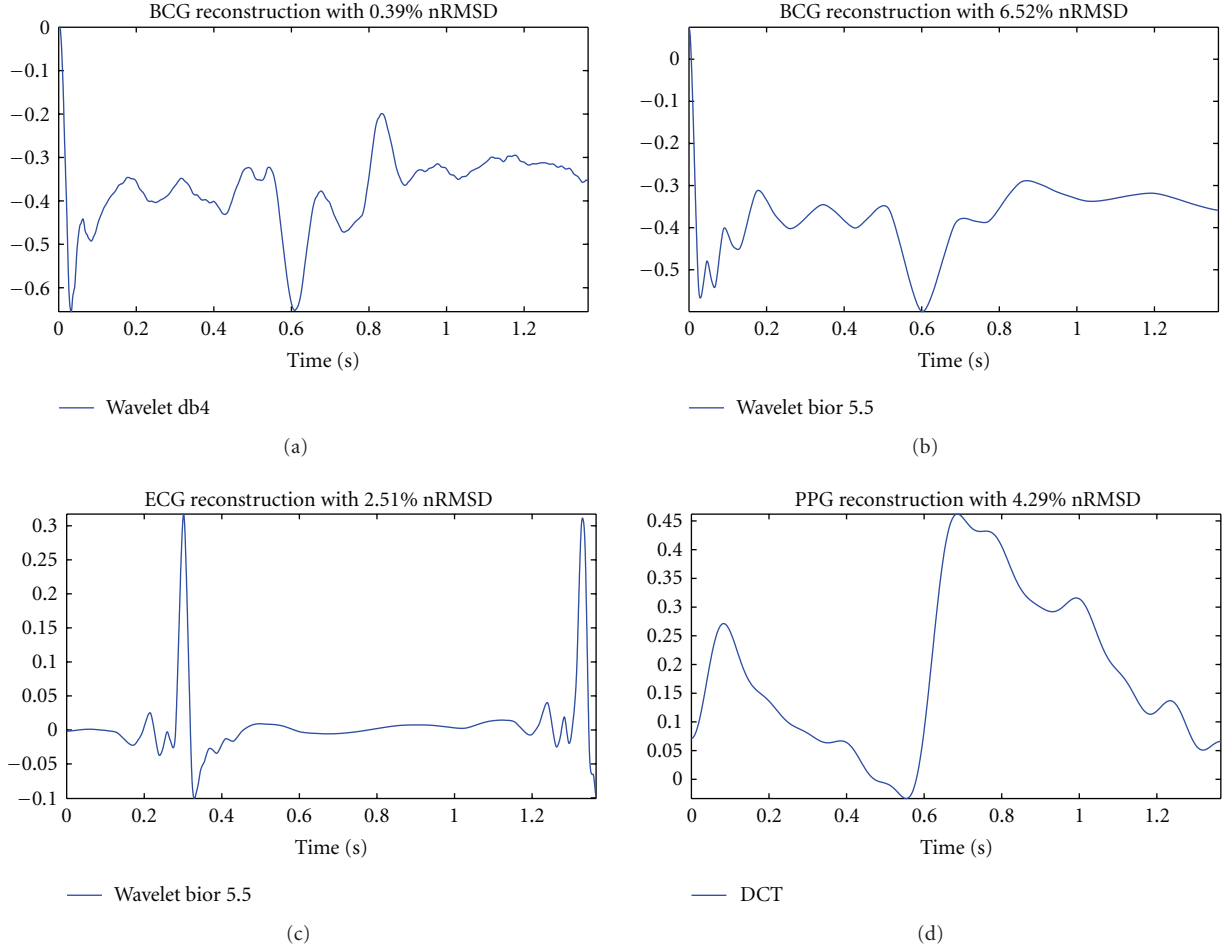 BCG reconstruction with 0.39% nRMSD
0
−0.1
−0.2
−0.3
−0.4
−0.5
−0.6
0 0.2 0.4 0.6 0.8 1 1.2
Time (s)
Wavelet db4
(a)
BCG reconstruction with 6.52% nRMSD
0
−0.1
−0.2
−0.3
−0.4
−0.5
0 0.2 0.4 0.6 0.8 1 1.2
Time (s)
Wavelet bior 5.5
(b)
ECG reconstruction with 2.51% nRMSD
0.3
0.25
0.2
0.15
0.1
0.05
0
−0.05
−0.1
0 0.2 0.4 0.6 0.8 1 1.2
Time (s)
Wavelet bior 5.5
(c)
PPG reconstruction with 4.29% nRMSD
0.45
0.4
0.35
0.3
0.25
0.2
0.15
0.1
0.05
0
0 0.2 0.4 0.6 0.8 1 1.2
Time (s)
DCT
(d)